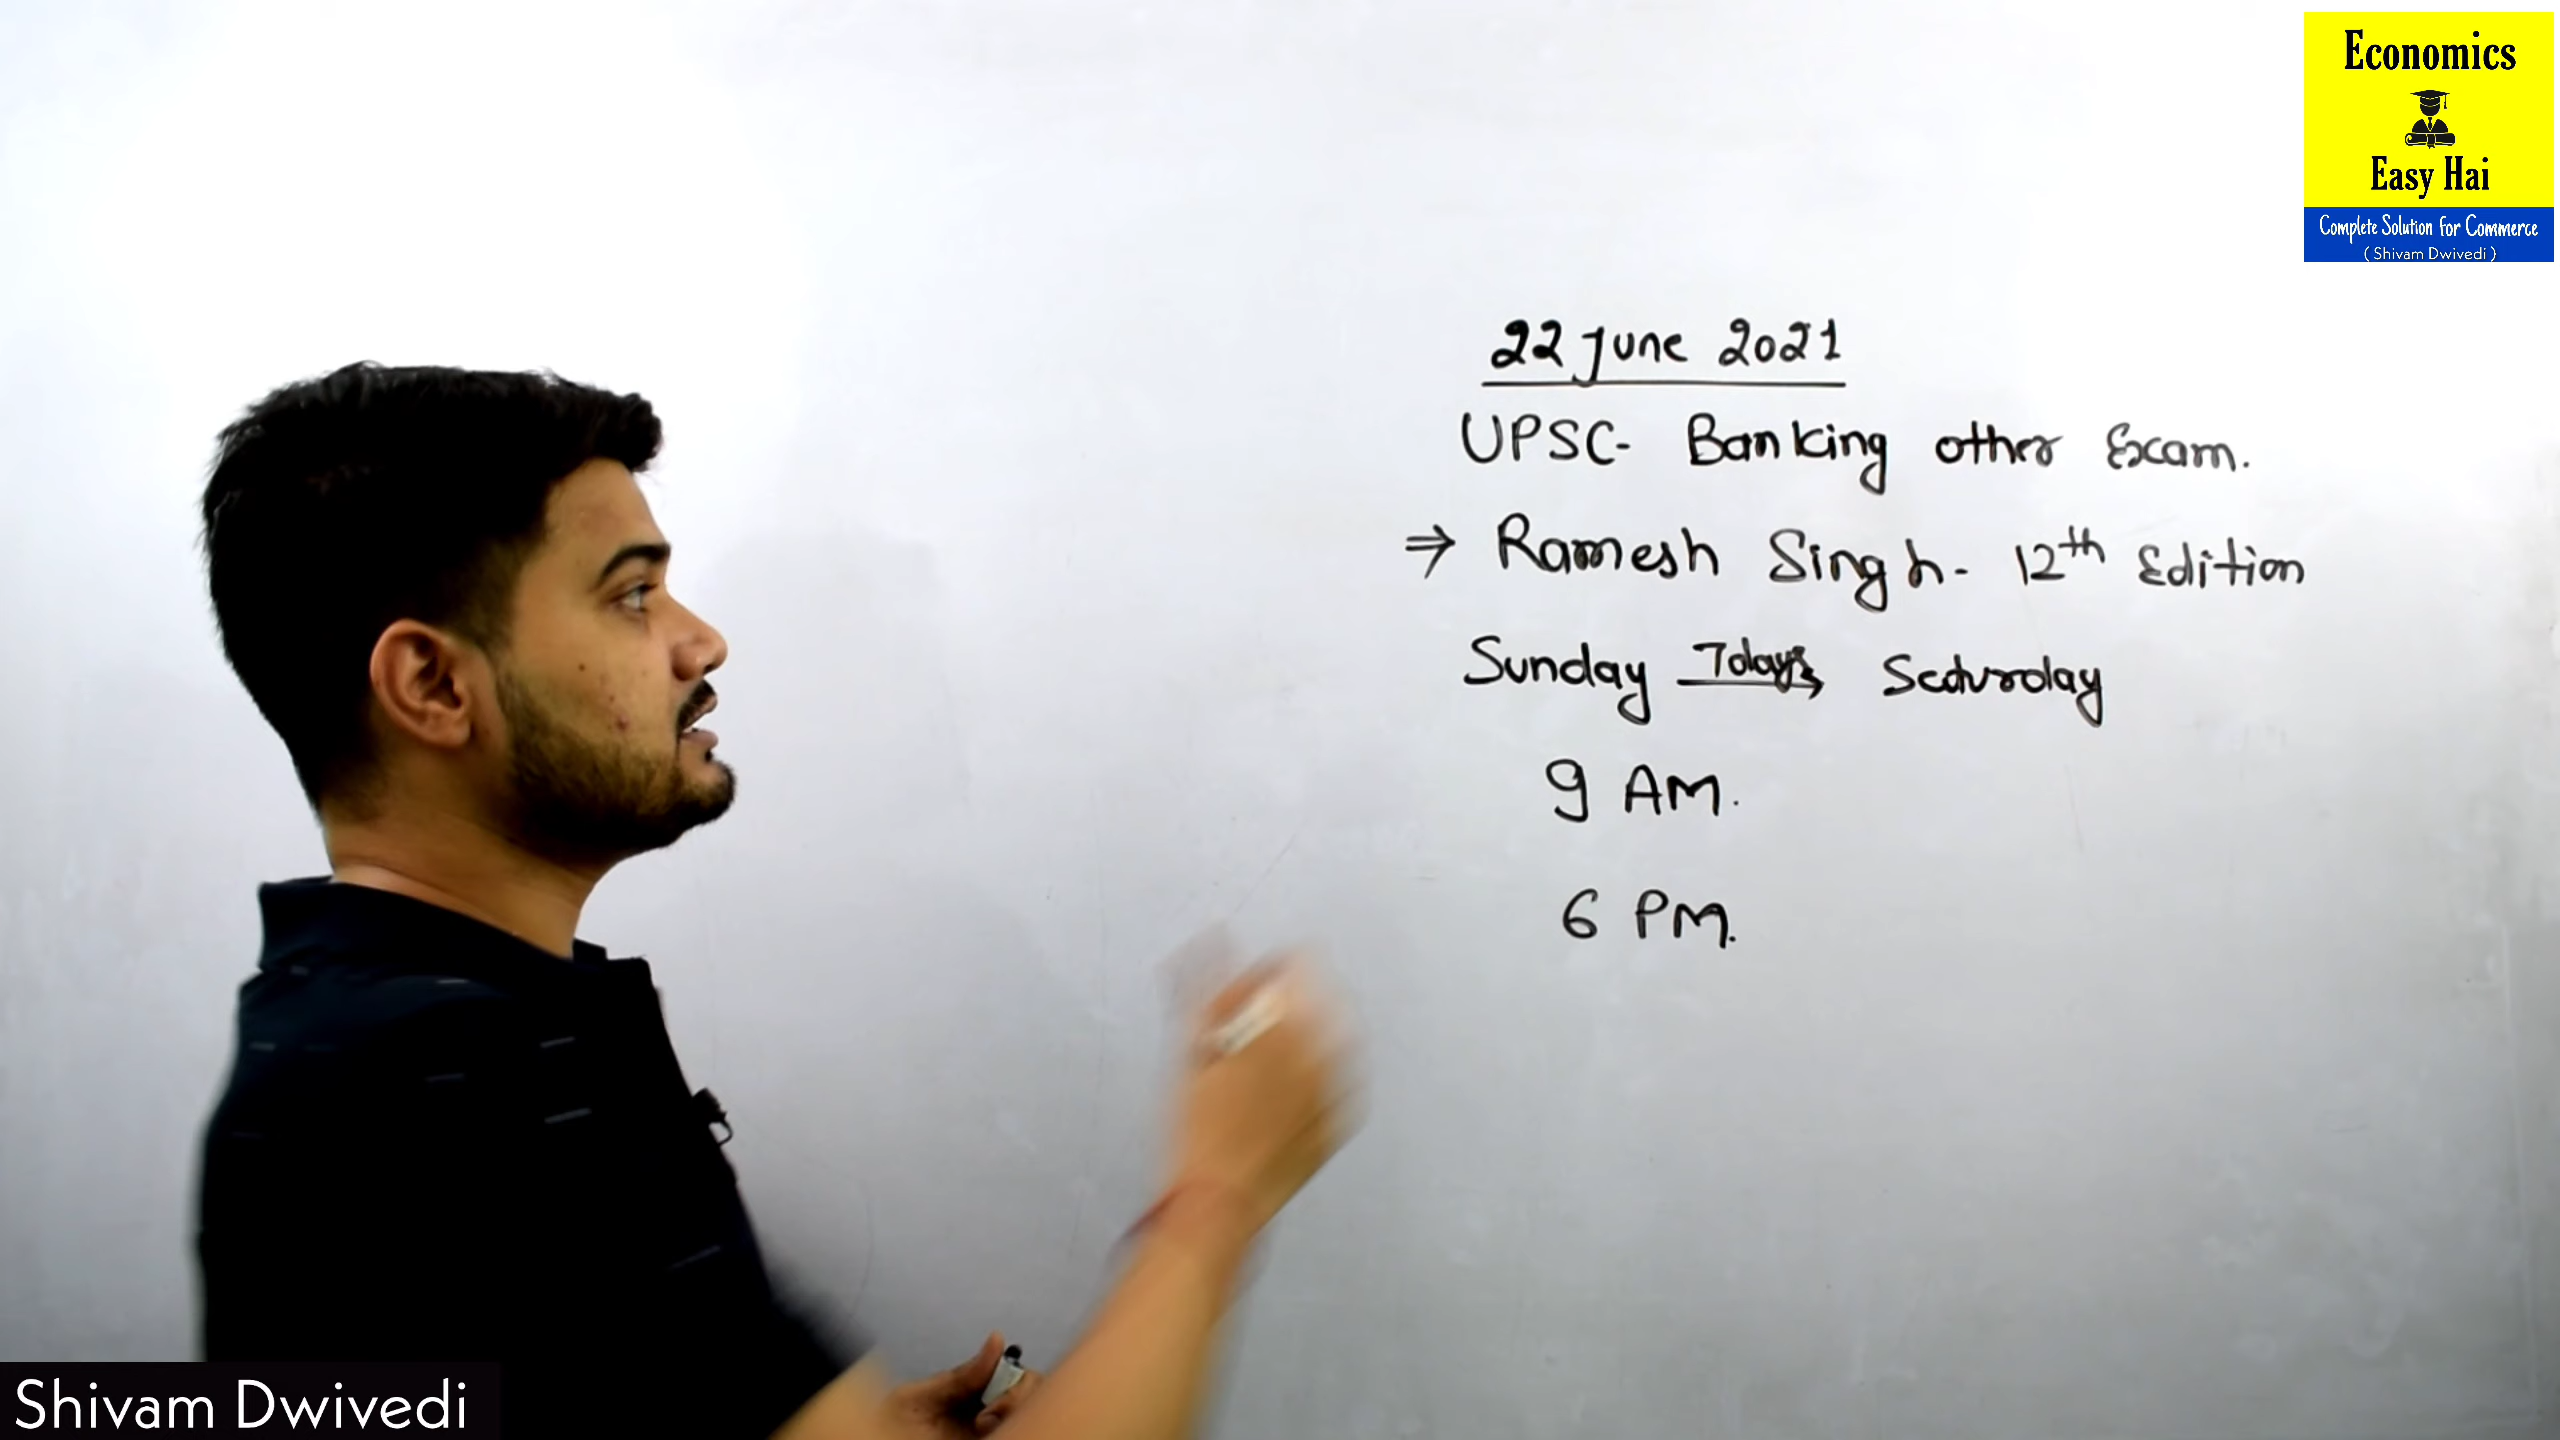 Economics
Easy Hai
Complete Solution for Commerce
( Shivam Dwivedi )
22 June 2021
UPSC- Banking other Exam.
⇒ Ramesh Singh- 12th Edition
Sunday 7days Saturday
9 AM.
6 PM.
Shivam Dwivedi